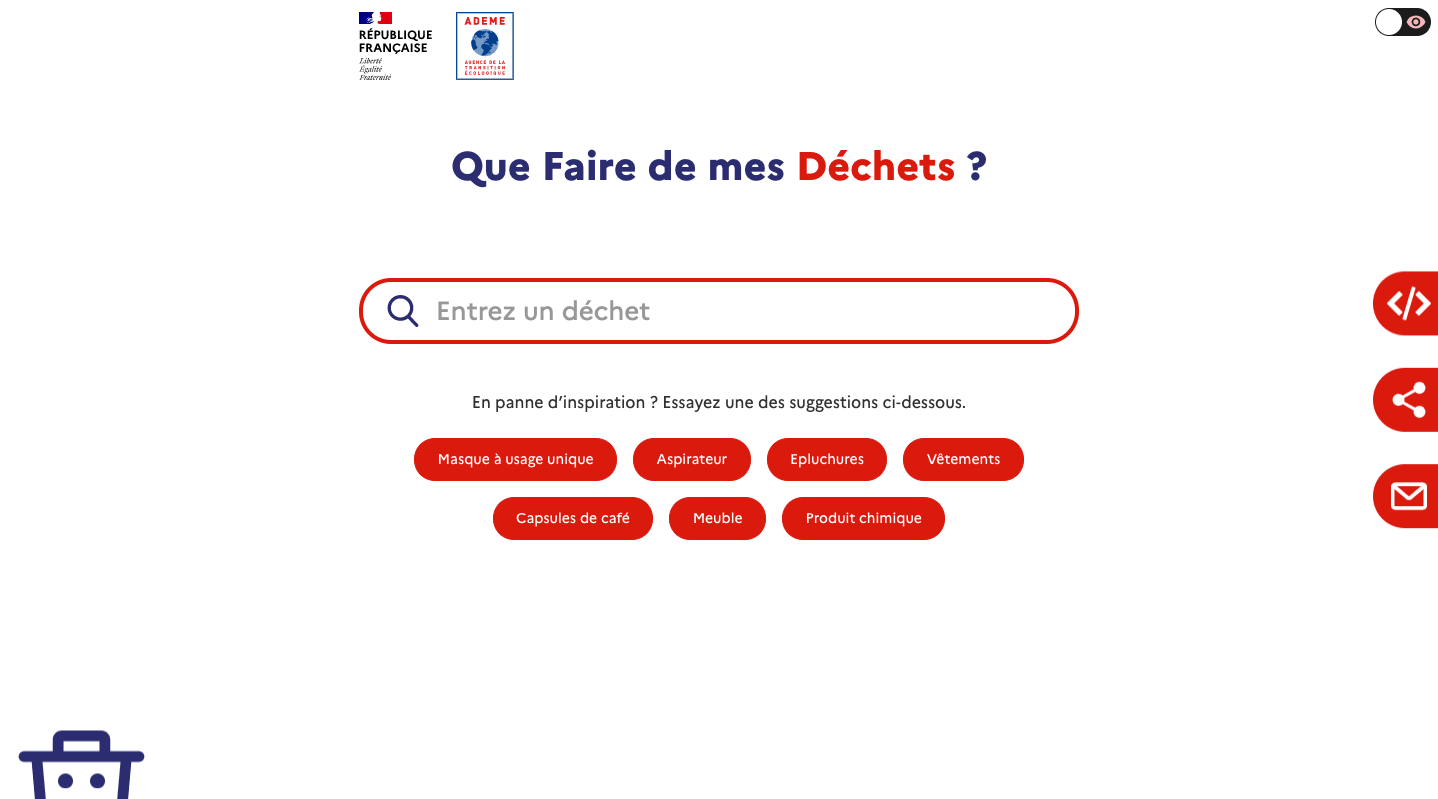 RÉPUBLIQUE
FRANÇAISE
Liberté
Égalité
Fraternité
ADEME
AGENCE DE LA
TRANSITION
ÉCOLOGIQUE
Que Faire de mes Déchets ?
Entrez un déchet
En panne d’inspiration ? Essayez une des suggestions ci-dessous.
Masque à usage unique
Aspirateur
Epluchures
Vêtements
Capsules de café
Meuble
Produit chimique